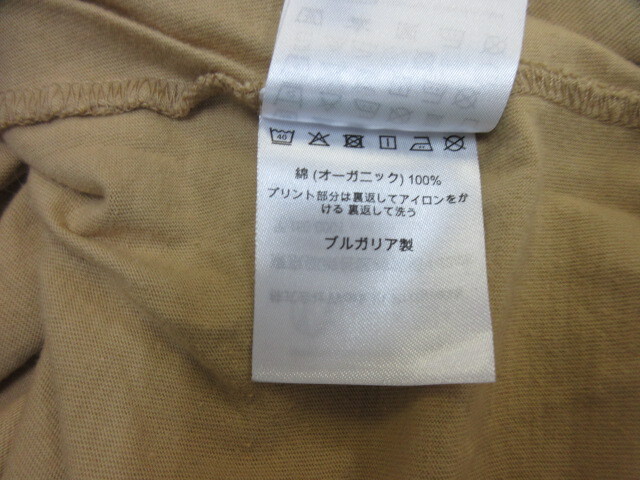 40
綿 (オーガニック) 100%
プリント部分は裏返してアイロンをか
ける 裏返して洗う
ブルガリア製